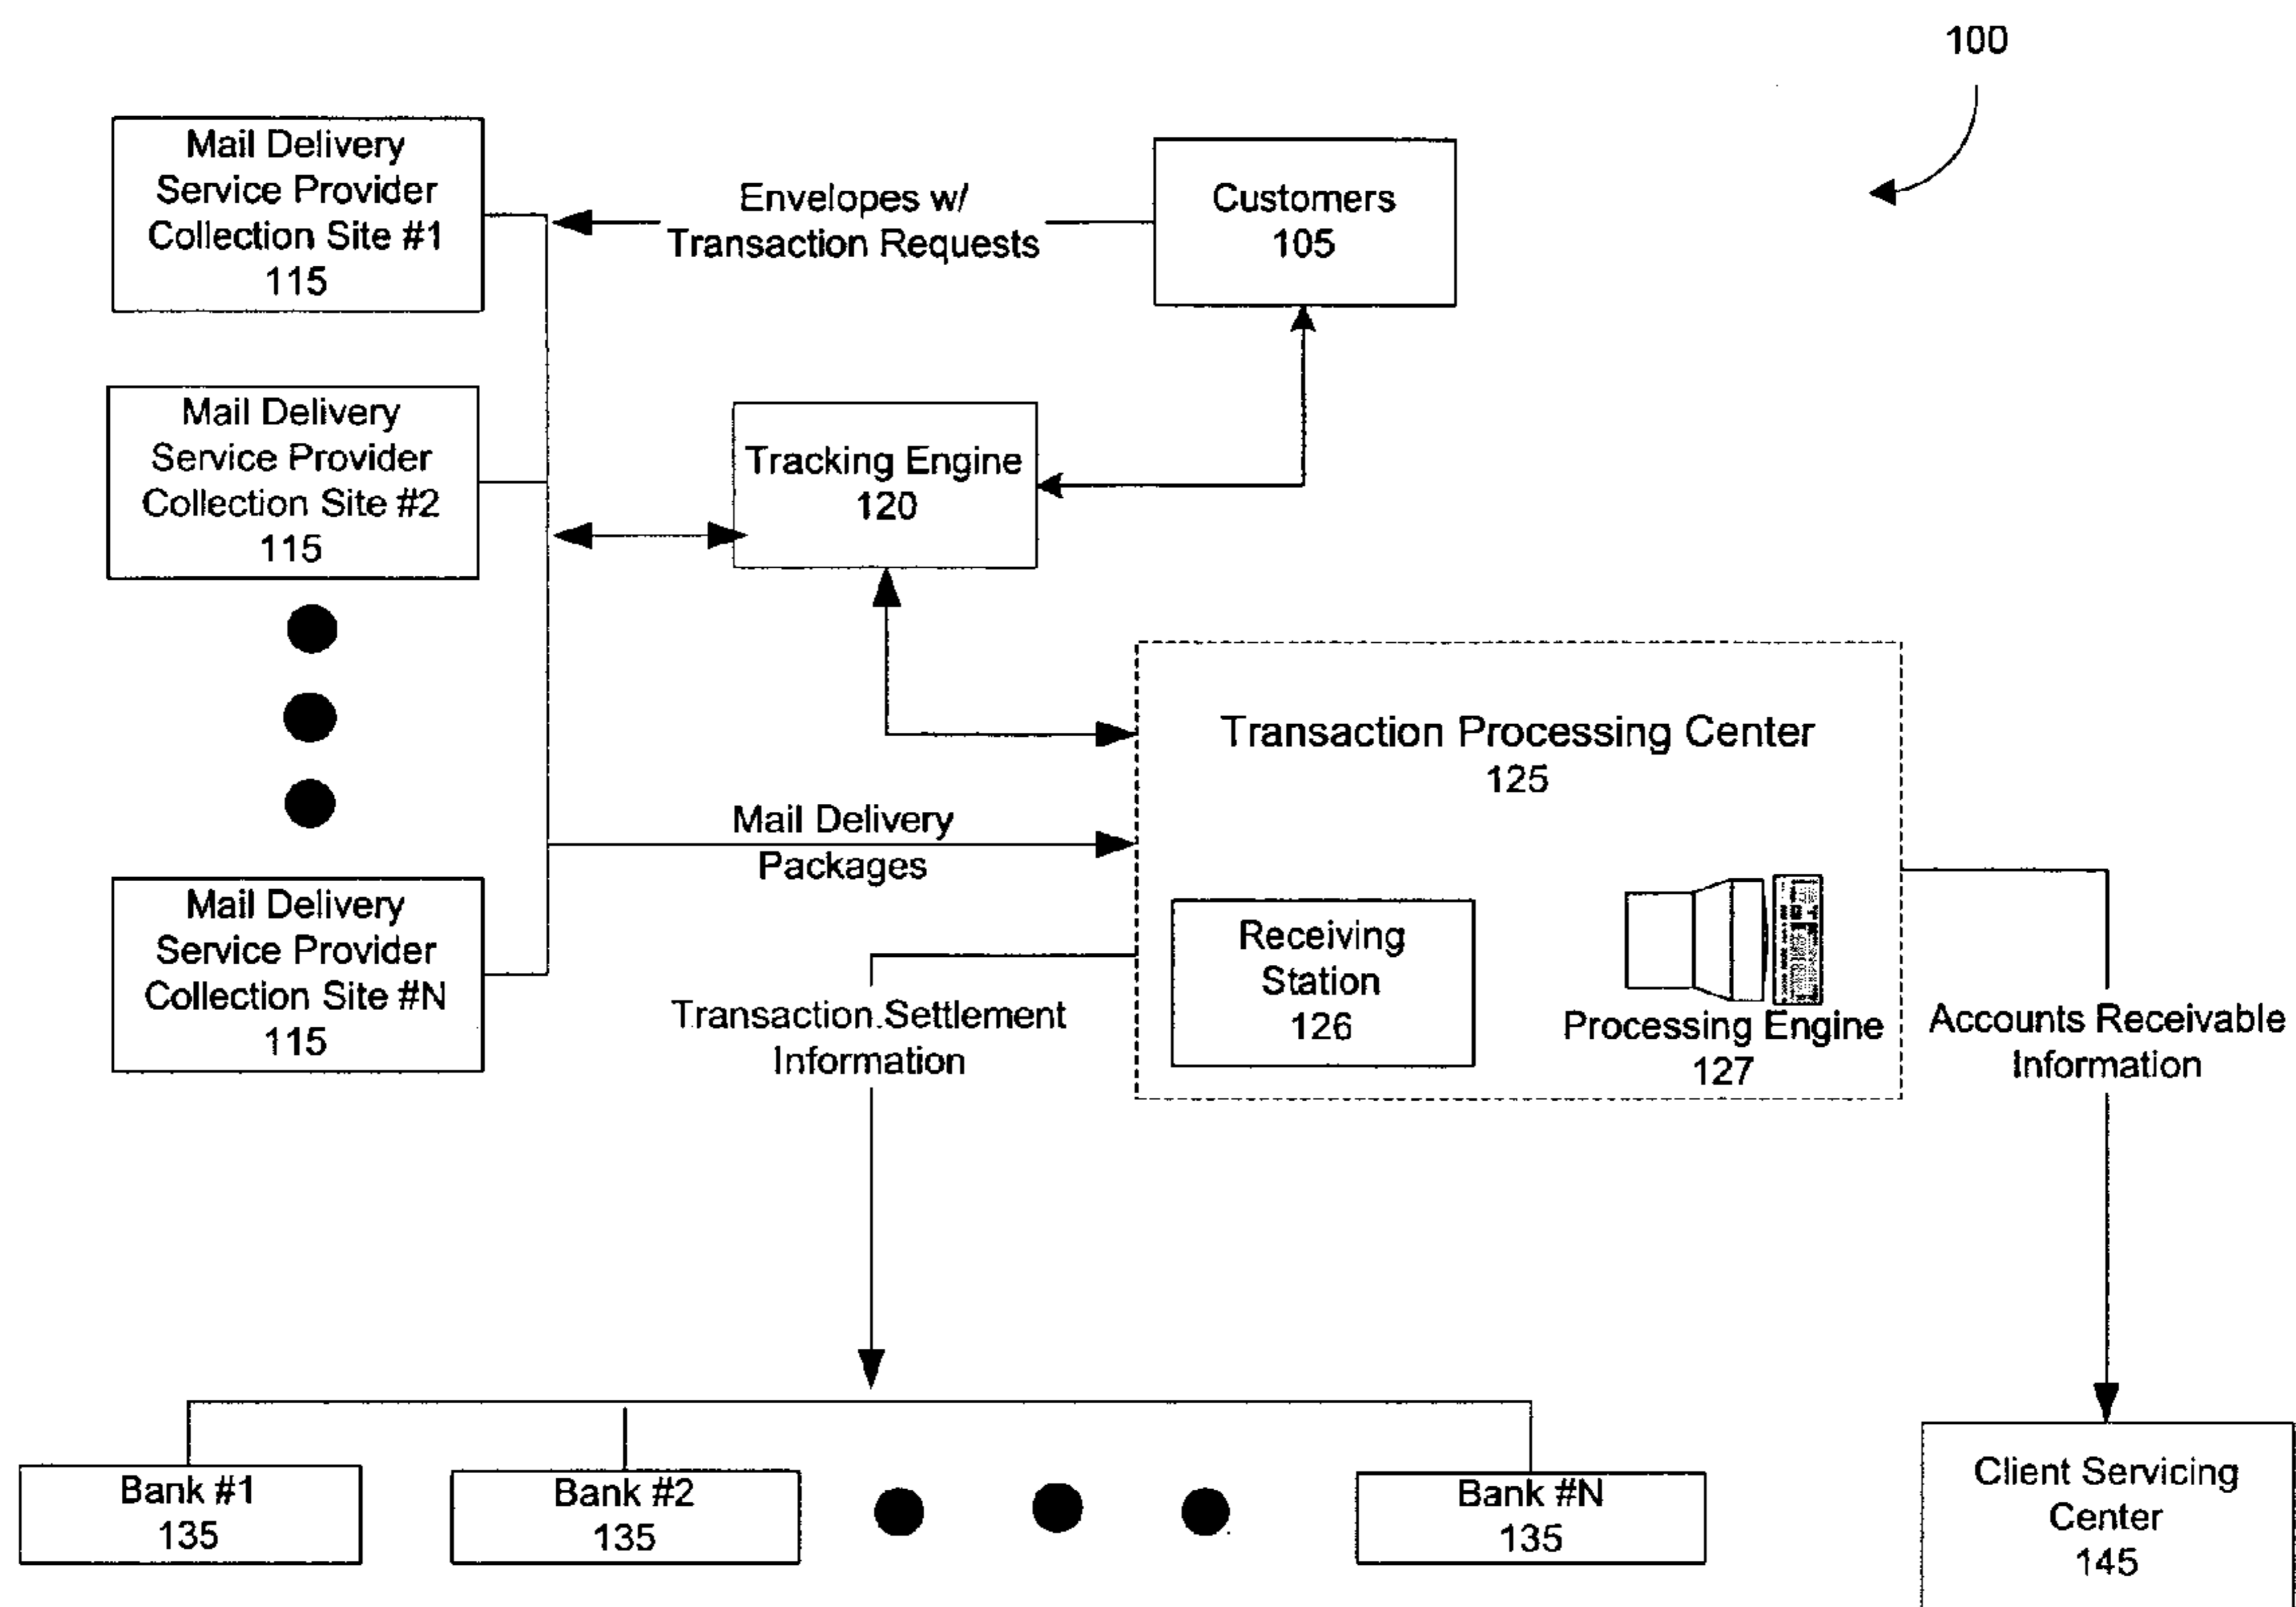 100
Mail Delivery
Service Provider
Collection Site #1
115
Envelopes w/
Transaction Requests
Customers
105
Mail Delivery
Service Provider
Collection Site #2
115
Tracking Engine
120
Transaction Processing Center
125
Mail Delivery
Packages
Mail Delivery
Service Provider
Collection Site #N
115
Transaction Settlement
Information
Receiving
Station
126
Processing Engine
127
Accounts Receivable
Information
Bank #1
135
Bank #2
135
Bank #N
135
Client Servicing
Center
145